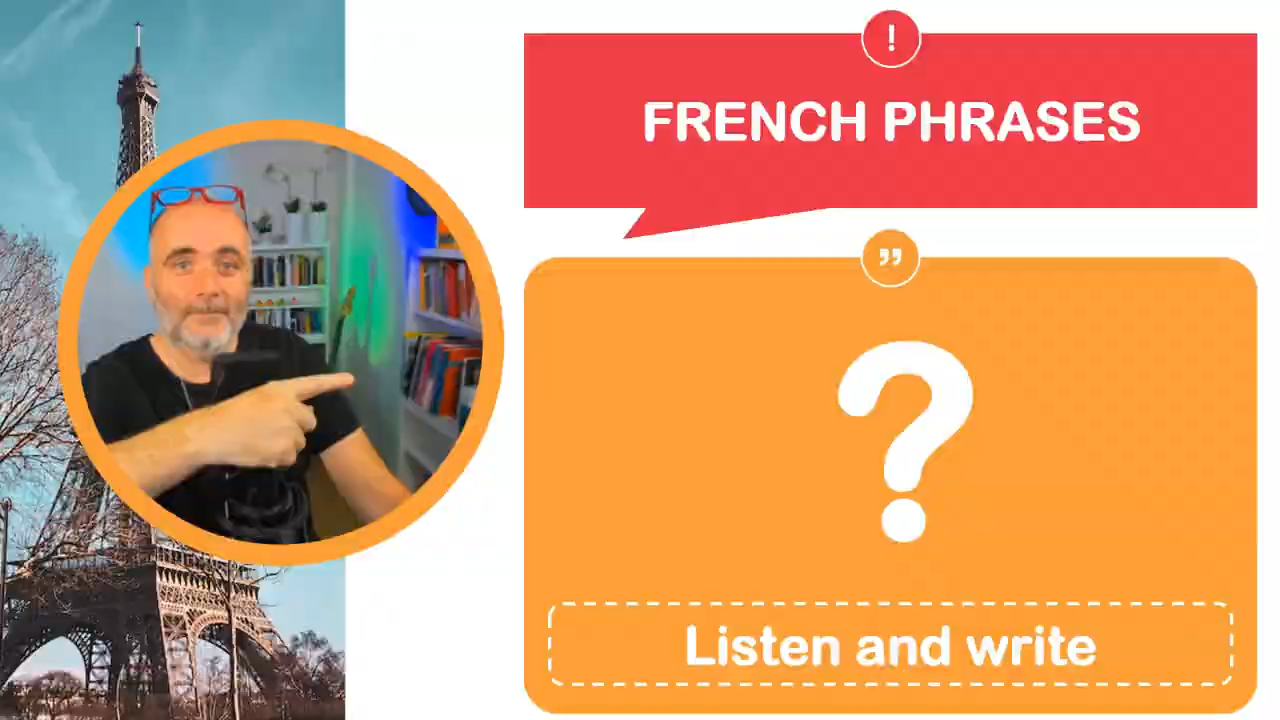 !
FRENCH PHRASES
”
?
Listen and write